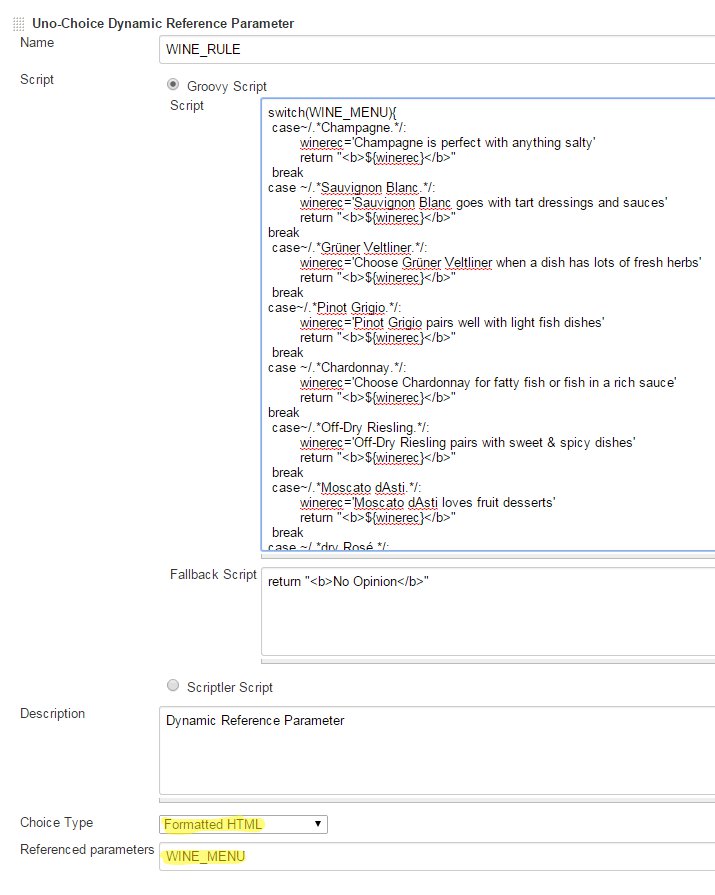 Uno-Choice Dynamic Reference Parameter
Name
WINE_RULE
Script
Groovy Script
Script
switch(WINE_MENU){
case~/.*Champagne.*/:
winerec='Champagne is perfect with anything salty'
return "<b>${winerec}</b>"
break
case ~/.*Sauvignon Blanc.*/:
winerec='Sauvignon Blanc goes with tart dressings and sauces'
return "<b>${winerec}</b>"
break
case~/.*Grüner Veltliner.*/:
winerec='Choose Grüner Veltliner when a dish has lots of fresh herbs'
return "<b>${winerec}</b>"
break
case~/.*Pinot Grigio.*/:
winerec='Pinot Grigio pairs well with light fish dishes'
return "<b>${winerec}</b>"
break
case ~/.*Chardonnay.*/:
winerec='Choose Chardonnay for fatty fish or fish in a rich sauce'
return "<b>${winerec}</b>"
break
case~/.*Off-Dry Riesling.*/:
winerec='Off-Dry Riesling pairs with sweet & spicy dishes'
return "<b>${winerec}</b>"
break
case~/.*Moscato dAsti.*/:
winerec='Moscato dAsti loves fruit desserts'
return "<b>${winerec}</b>"
break
case ~/.*dry Rosé.*/:
Fallback Script
return "<b>No Opinion</b>"
Scriptler Script
Description
Dynamic Reference Parameter
Choice Type
Formatted HTML
Referenced parameters
WINE_MENU